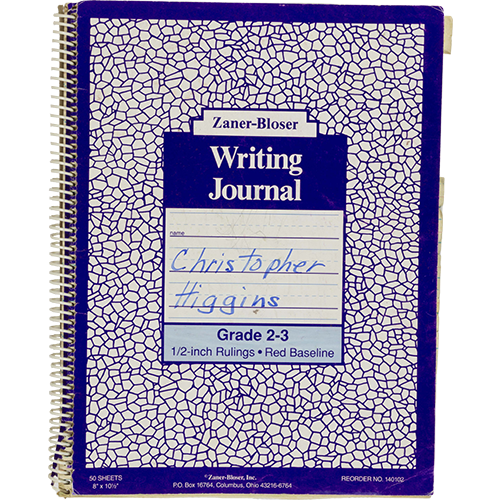 Zaner-Bloser
Writing
Journal
name
Christopher
Higgins
Grade 2-3
1/2-inch Rulings • Red Baseline
50 SHEETS
8" x 10½"
©Zaner-Bloser, Inc.
P.O. Box 16764, Columbus, Ohio 43216-6764
REORDER NO. 140102